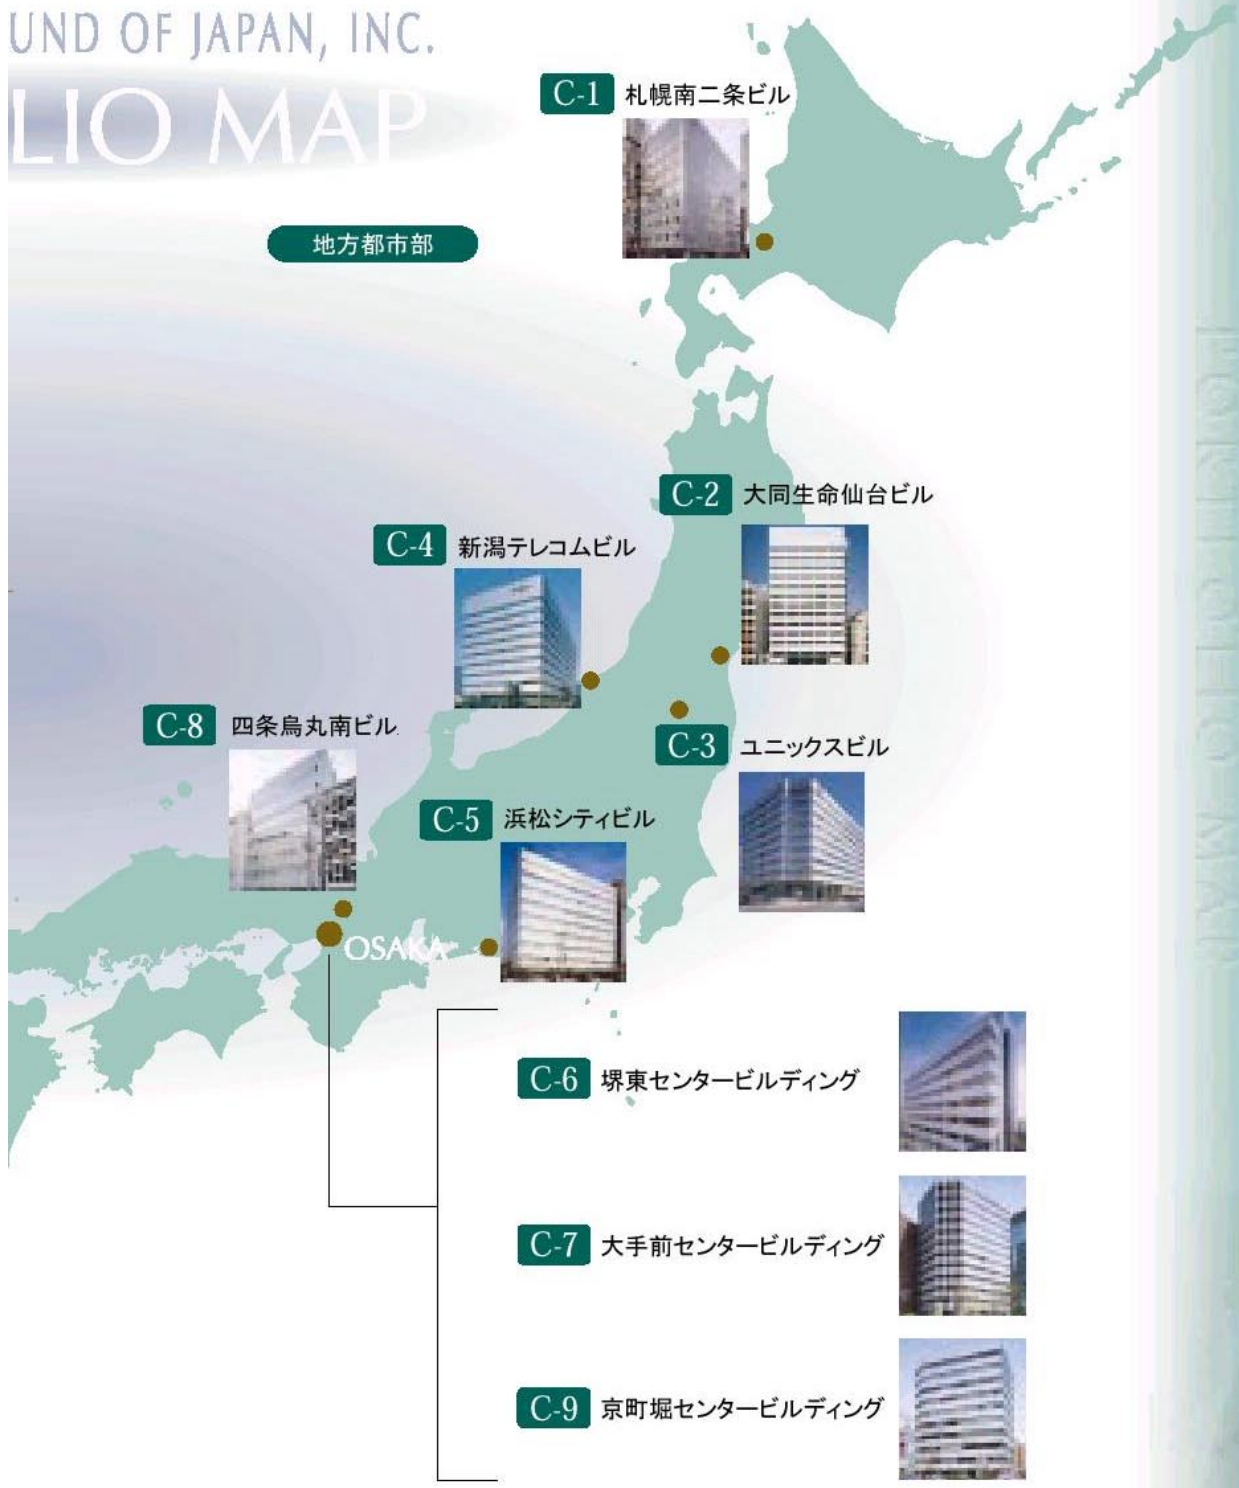 UND OF JAPAN, INC.
LIO MAP
C-1 札幌南二条ビル
地方都市部
C-2 大同生命仙台ビル
C-4 新潟テレコムビル
C-8 四条烏丸南ビル
C-3 ユニックスビル
C-5 浜松シティビル
OSAKA
C-6 堺東センタービルディング
C-7 大手前センタービルディング
C-9 京町堀センタービルディング